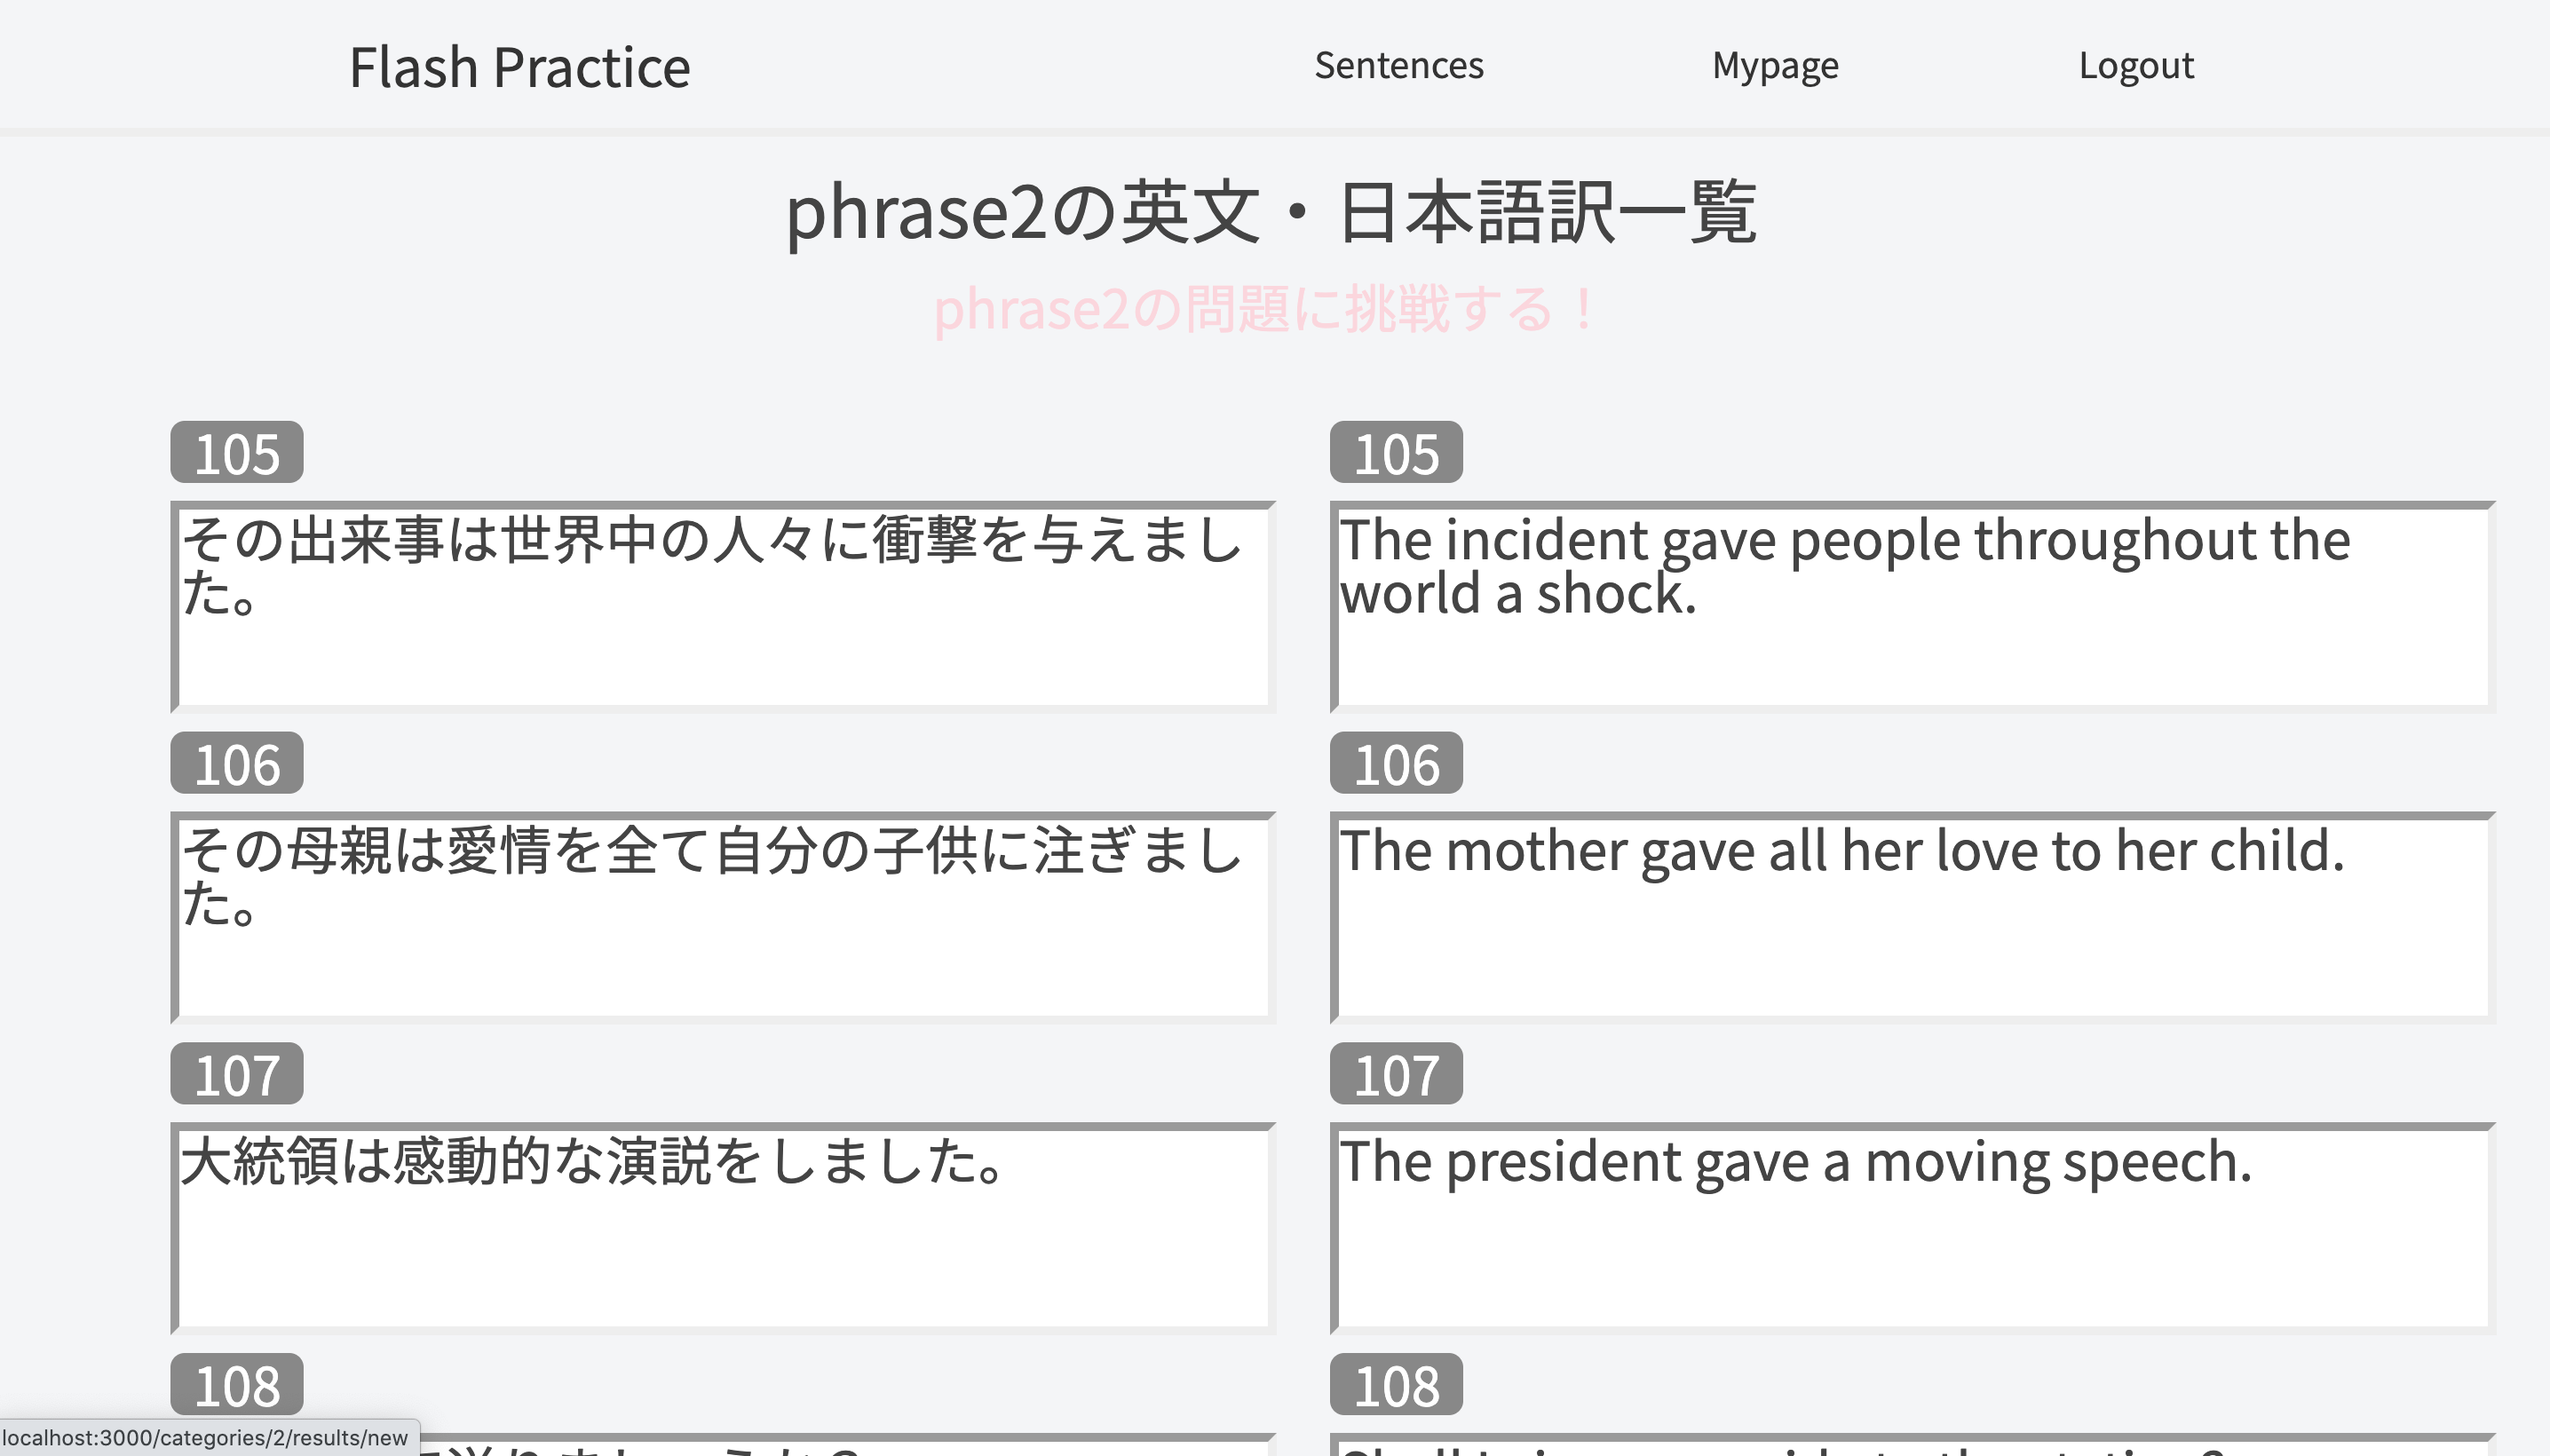 Flash Practice
Sentences
Mypage
Logout
phrase2の英文・日本語訳一覧
phrase2の問題に挑戦する！
105
その出来事は世界中の人々に衝撃を与えまし
た。
105
The incident gave people throughout the
world a shock.
106
その母親は愛情を全て自分の子供に注ぎまし
た。
106
The mother gave all her love to her child.
107
大統領は感動的な演説をしました。
107
The president gave a moving speech.
108
108
localhost:3000/categories/2/results/new